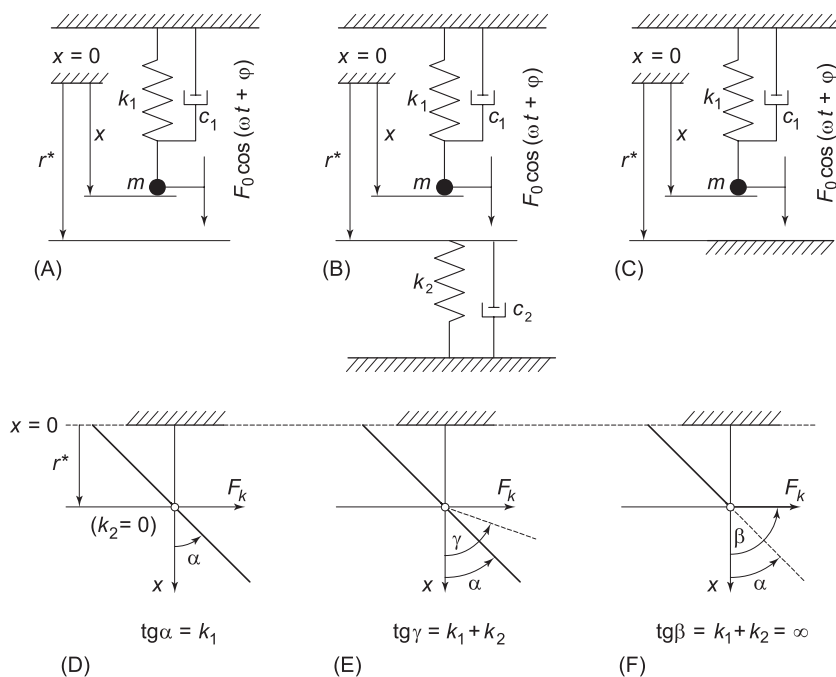 x = 0
r*
x
k1
c1
m
F0 cos (ω t + φ)
(A)
x = 0
r*
x
k1
c1
m
F0 cos (ω t + φ)
k2
c2
(B)
x = 0
r*
x
k1
c1
m
F0 cos (ω t + φ)
(C)
x = 0
r*
Fk
(k2 = 0)
α
x
tgα = k1
(D)
Fk
γ
α
x
tgγ = k1 + k2
(E)
Fk
β
α
x
tgβ = k1 + k2 = ∞
(F)